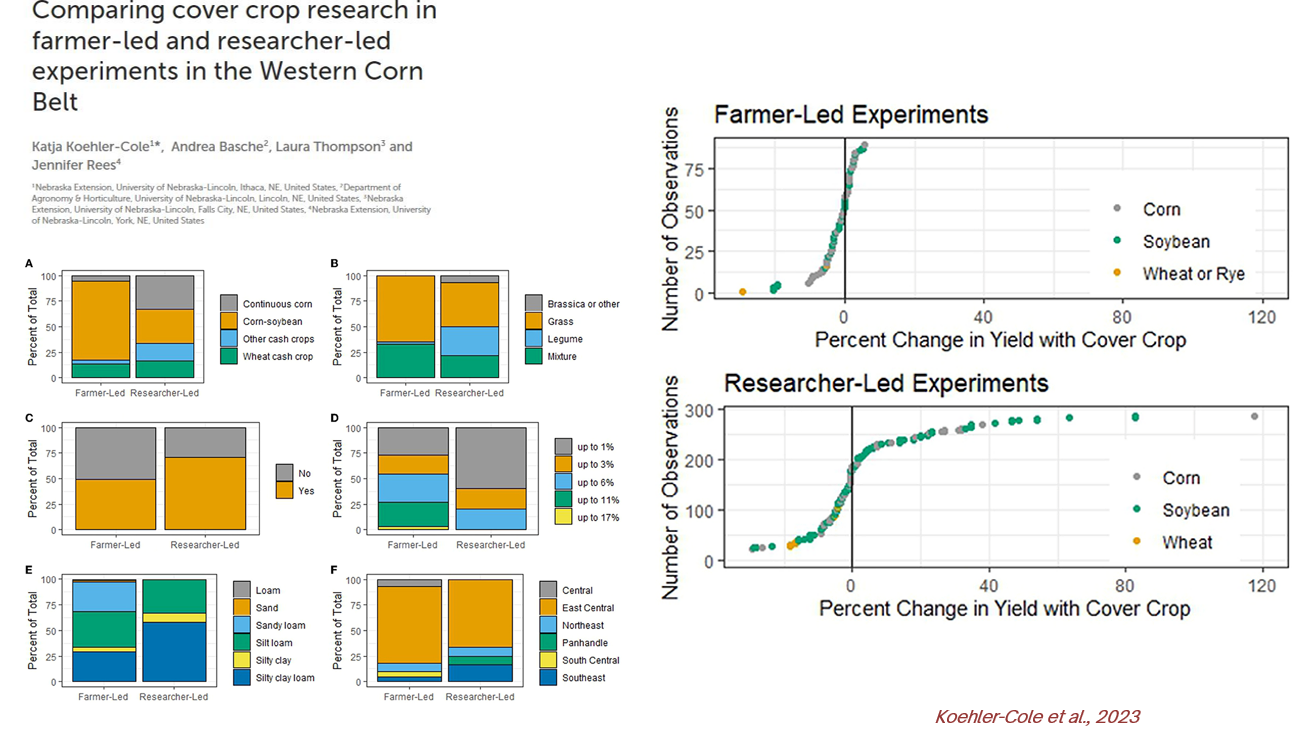 Comparing cover crop research in
farmer-led and researcher-led
experiments in the Western Corn
Belt
Katja Koehler-Cole¹*, Andrea Basche², Laura Thompson³ and
Jennifer Rees⁴
¹Nebraska Extension, University of Nebraska-Lincoln, Ithaca, NE, United States, ²Department of
Agronomy & Horticulture, University of Nebraska-Lincoln, Lincoln, NE, United States, ³Nebraska
Extension, University of Nebraska-Lincoln, Falls City, NE, United States, ⁴Nebraska Extension, University
of Nebraska-Lincoln, York, NE, United States
A
Percent of Total
100
75
50
25
0
Farmer-Led Researcher-Led
Continuous corn
Corn-soybean
Other cash crops
Wheat cash crop
B
Percent of Total
100
75
50
25
0
Farmer-Led Researcher-Led
Brassica or other
Grass
Legume
Mixture
C
Percent of Total
100
75
50
25
0
Farmer-Led Researcher-Led
No
Yes
D
Percent of Total
100
75
50
25
0
Farmer-Led Researcher-Led
up to 1%
up to 3%
up to 6%
up to 11%
up to 17%
E
Percent of Total
100
75
50
25
0
Farmer-Led Researcher-Led
Loam
Sand
Sandy loam
Silt loam
Silty clay
Silty clay loam
F
Percent of Total
100
75
50
25
0
Farmer-Led Researcher-Led
Central
East Central
Northeast
Panhandle
South Central
Southeast
Farmer-Led Experiments
Number of Observations
75
50
25
0
0 40 80 120
Percent Change in Yield with Cover Crop
Corn
Soybean
Wheat or Rye
Researcher-Led Experiments
Number of Observations
300
200
100
0
0 40 80 120
Percent Change in Yield with Cover Crop
Corn
Soybean
Wheat
Koehler-Cole et al., 2023